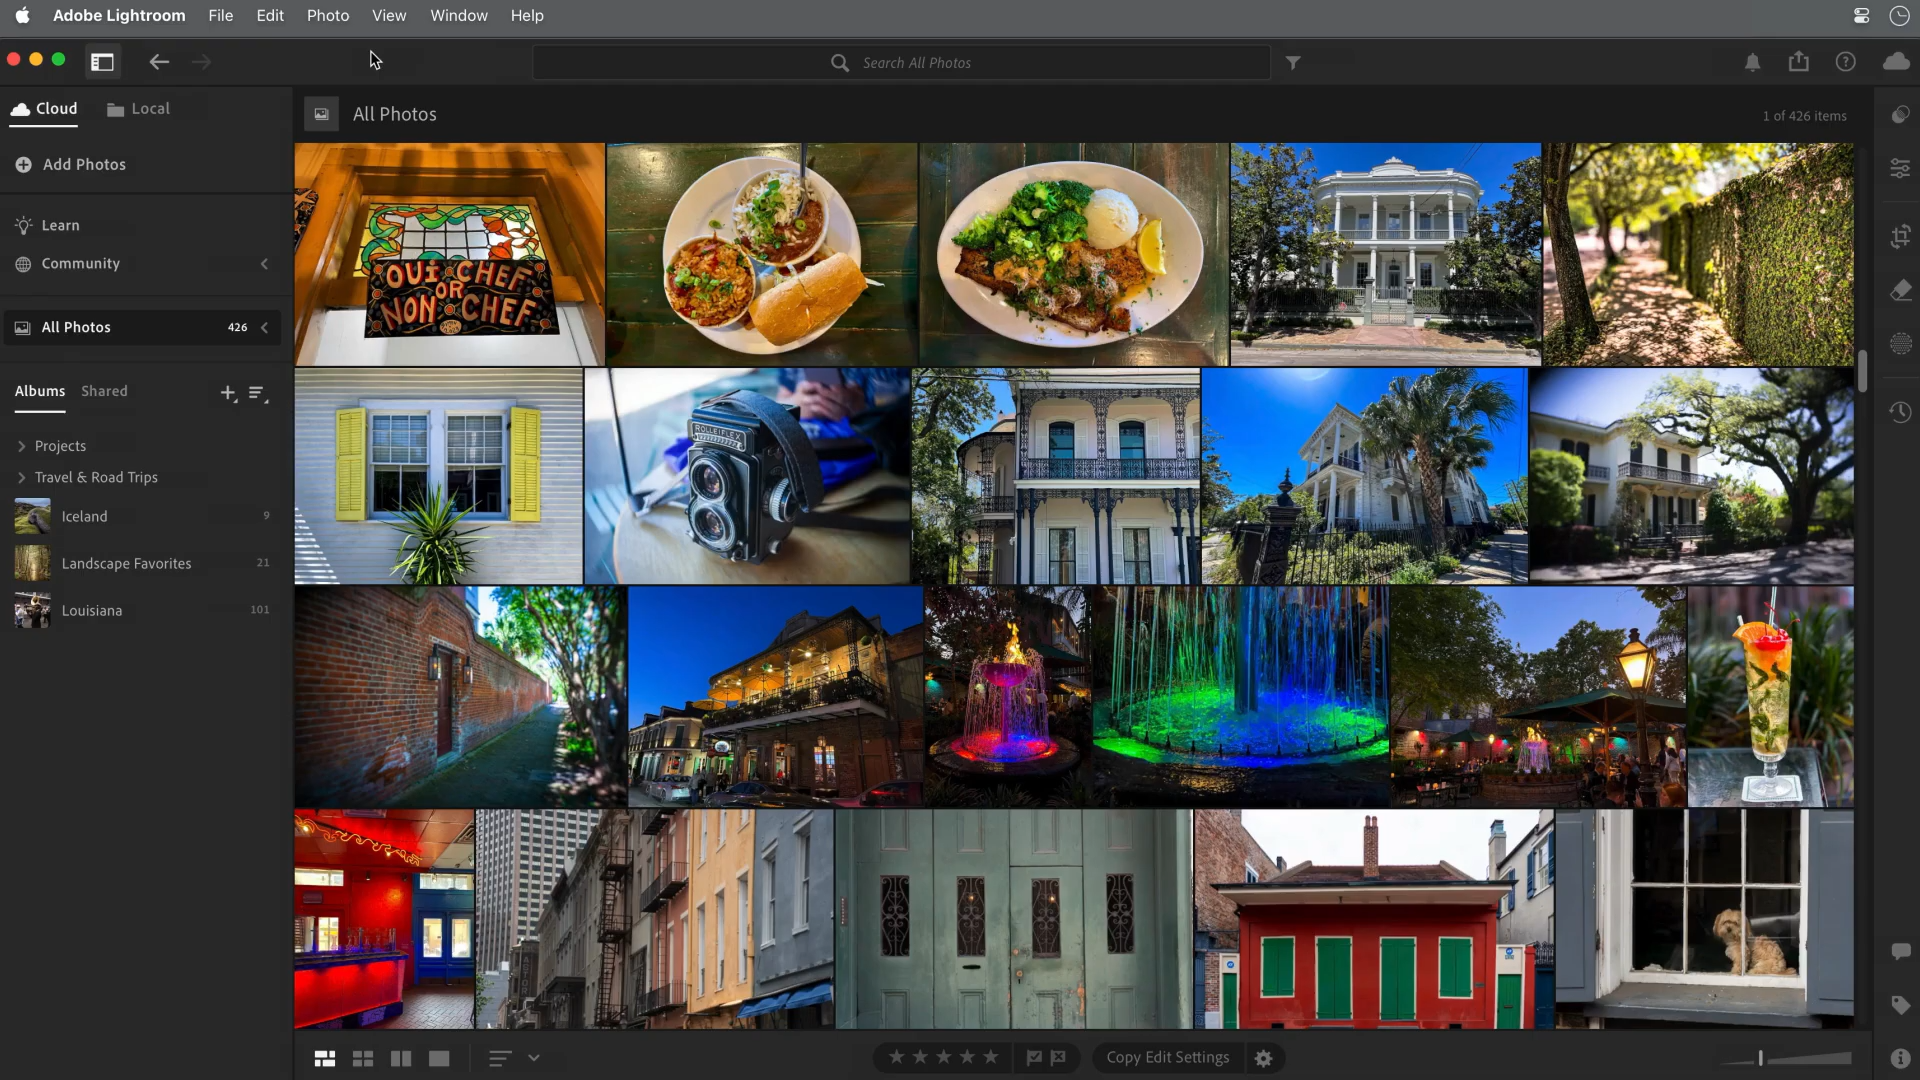 Adobe Lightroom File Edit Photo View Window Help
Search All Photos
Cloud Local
All Photos
1 of 426 items
Add Photos
Learn
Community
All Photos 426
Albums Shared
Projects
Travel & Road Trips
Iceland 9
Landscape Favorites 21
Louisiana 101
OUi CHEF
OR
NON CHEF
ROLLEIFLEX
Copy Edit Settings